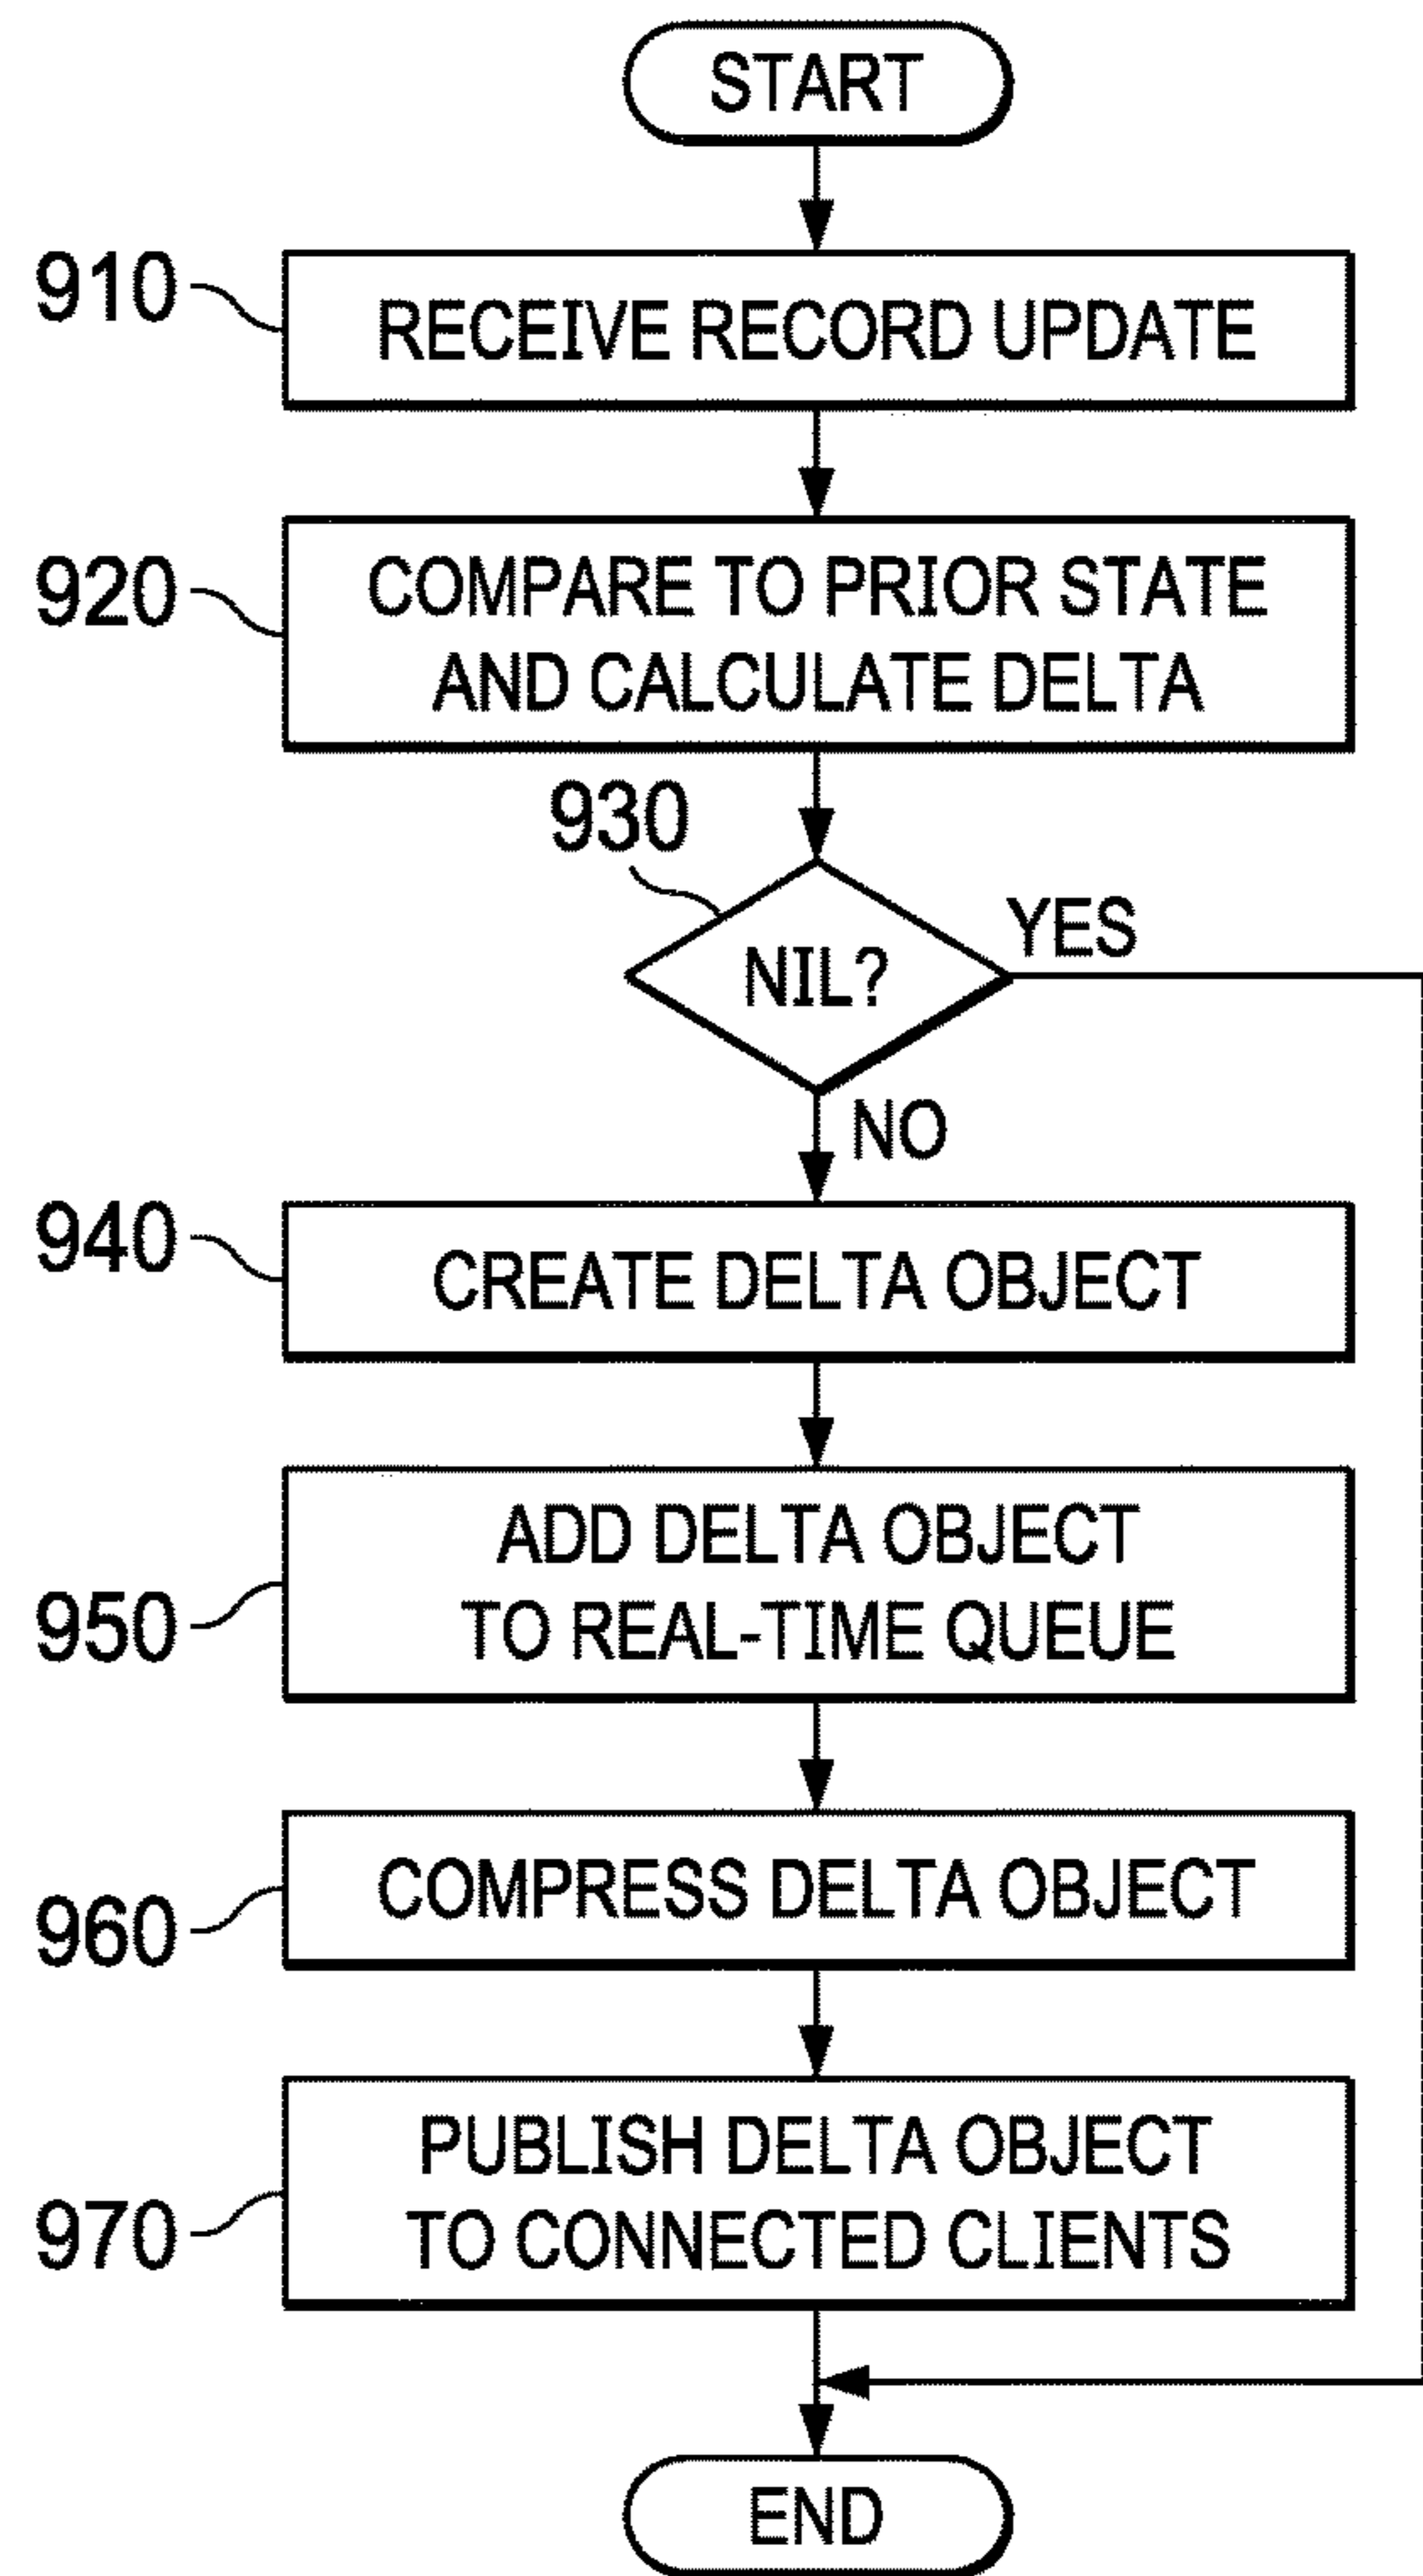 START
910
RECEIVE RECORD UPDATE
920
COMPARE TO PRIOR STATE
AND CALCULATE DELTA
930
NIL?
YES
NO
940
CREATE DELTA OBJECT
950
ADD DELTA OBJECT
TO REAL-TIME QUEUE
960
COMPRESS DELTA OBJECT
970
PUBLISH DELTA OBJECT
TO CONNECTED CLIENTS
END